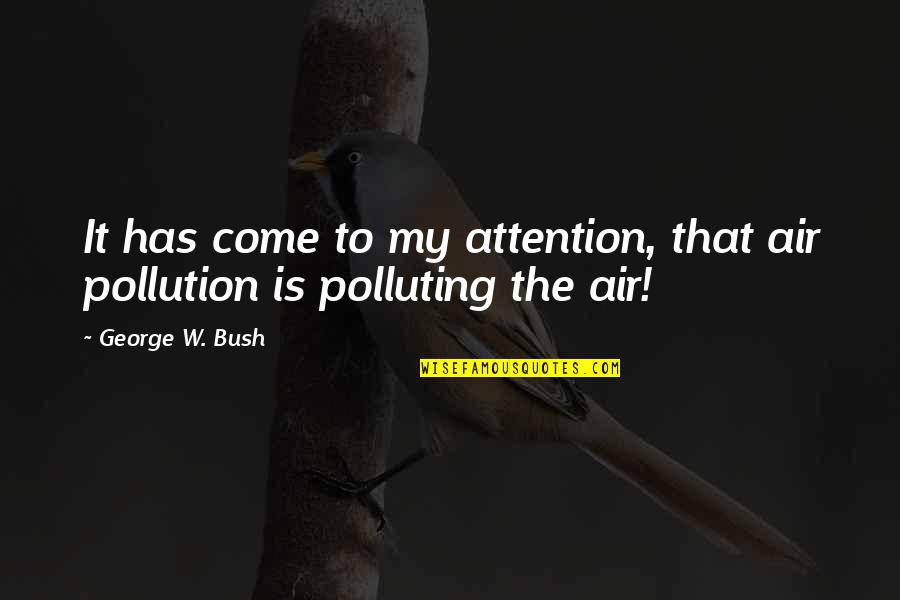 It has come to my attention, that air
pollution is polluting the air!
~ George W. Bush
WISEFAMOUSQUOTES.COM